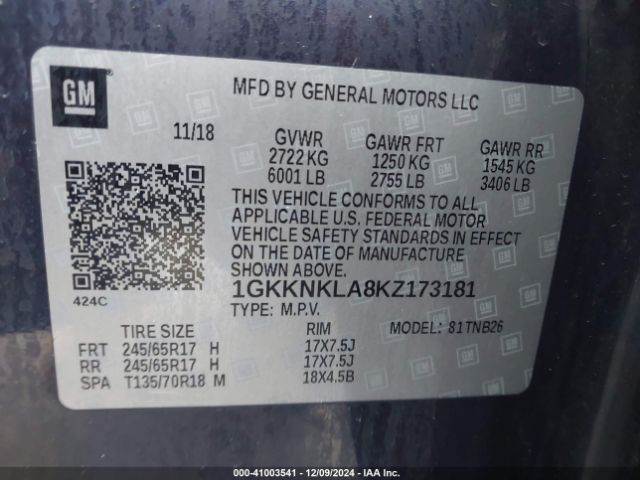 GM
MFD BY GENERAL MOTORS LLC
11/18 GVWR GAWR FRT GAWR RR
2722 KG 1250 KG 1545 KG
6001 LB 2755 LB 3406 LB
THIS VEHICLE CONFORMS TO ALL
APPLICABLE U.S. FEDERAL MOTOR
VEHICLE SAFETY STANDARDS IN EFFECT
ON THE DATE OF MANUFACTURE
SHOWN ABOVE.
424C
1GKKNKLA8KZ173181
TYPE: M.P.V. MODEL: 81TNB26
TIRE SIZE RIM
FRT 245/65R17 H 17X7.5J
RR 245/65R17 H 17X7.5J
SPA T135/70R18 M 18X4.5B
000-41003541 - 12/09/2024 - IAA Inc.